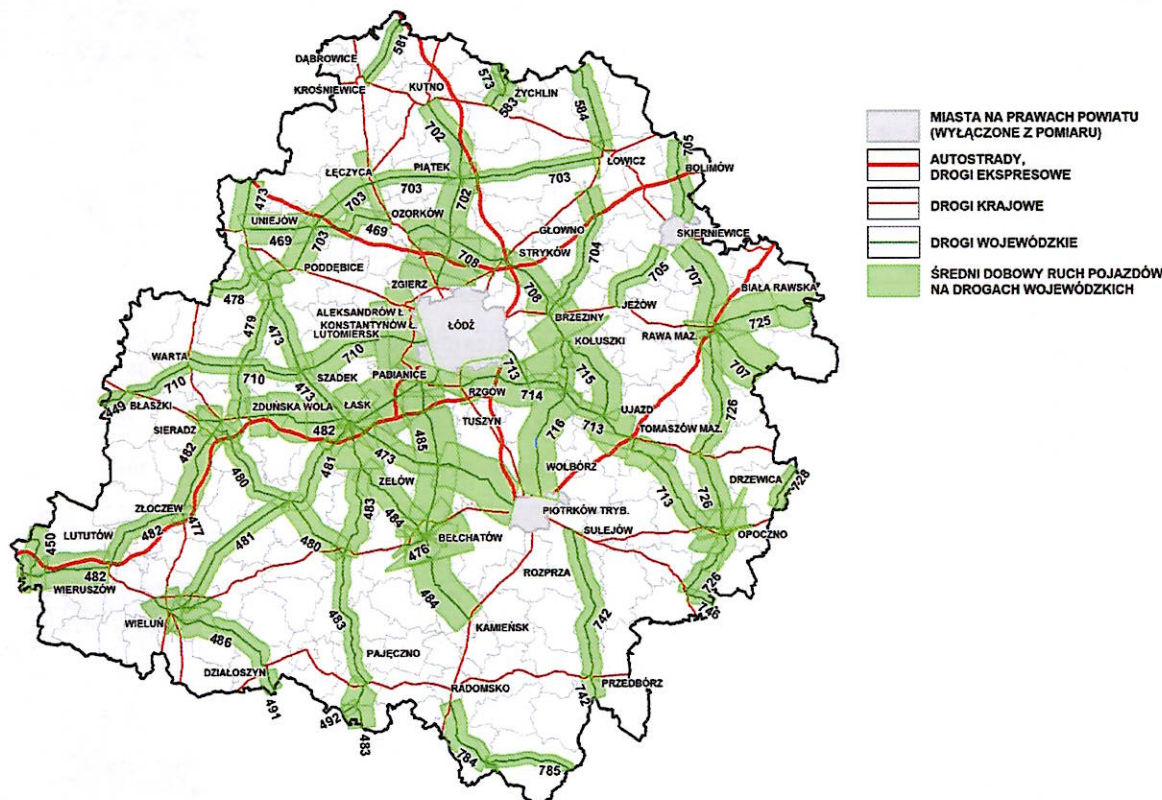 DĄBROWICE
581
KROŚNIEWICE
KUTNO
573
ŻYCHLIN
583
584
702
705
ŁĘCZYCA
PIĄTEK
ŁOWICZ
BOLIMÓW
703
703
473
703
702
UNIEJÓW
OZORKÓW
469
469
703
GŁOWNO
SKIERNIEWICE
STRYKÓW
708
704
PODDĘBICE
ZGIERZ
705
707
478
708
BIAŁA RAWSKA
ALEKSANDRÓW Ł.
BRZEZINY
JEŻÓW
479
KONSTANTYNÓW Ł.
ŁÓDŹ
725
473
LUTOMIERSK
KOLUSZKI
RAWA MAZ.
WARTA
710
707
710
SZADEK
PABIANICE
713
715
710
473
RZGÓW
714
449
BŁASZKI
ZDUŃSKA WOLA
ŁASK
726
UJAZD
SIERADZ
482
TUSZYN
713
TOMASZÓW MAZ.
485
716
482
481
473
WOLBÓRZ
480
ZELÓW
DRZEWICA
728
483
726
ZŁOCZEW
484
713
PIOTRKÓW TRYB.
477
SULEJÓW
450
LUTUTÓW
482
BEŁCHATÓW
OPOCZNO
481
480
476
482
ROZPRZA
726
WIERUSZÓW
484
746
WIELUŃ
483
742
486
KAMIEŃSK
PAJĘCZNO
DZIAŁOSZYN
RADOMSKO
PRZEDBÓRZ
742
491
492
483
784
785
MIASTA NA PRAWACH POWIATU
(WYŁĄCZONE Z POMIARU)
AUTOSTRADY,
DROGI EKSPRESOWE
DROGI KRAJOWE
DROGI WOJEWÓDZKIE
ŚREDNI DOBOWY RUCH POJAZDÓW
NA DROGACH WOJEWÓDZKICH